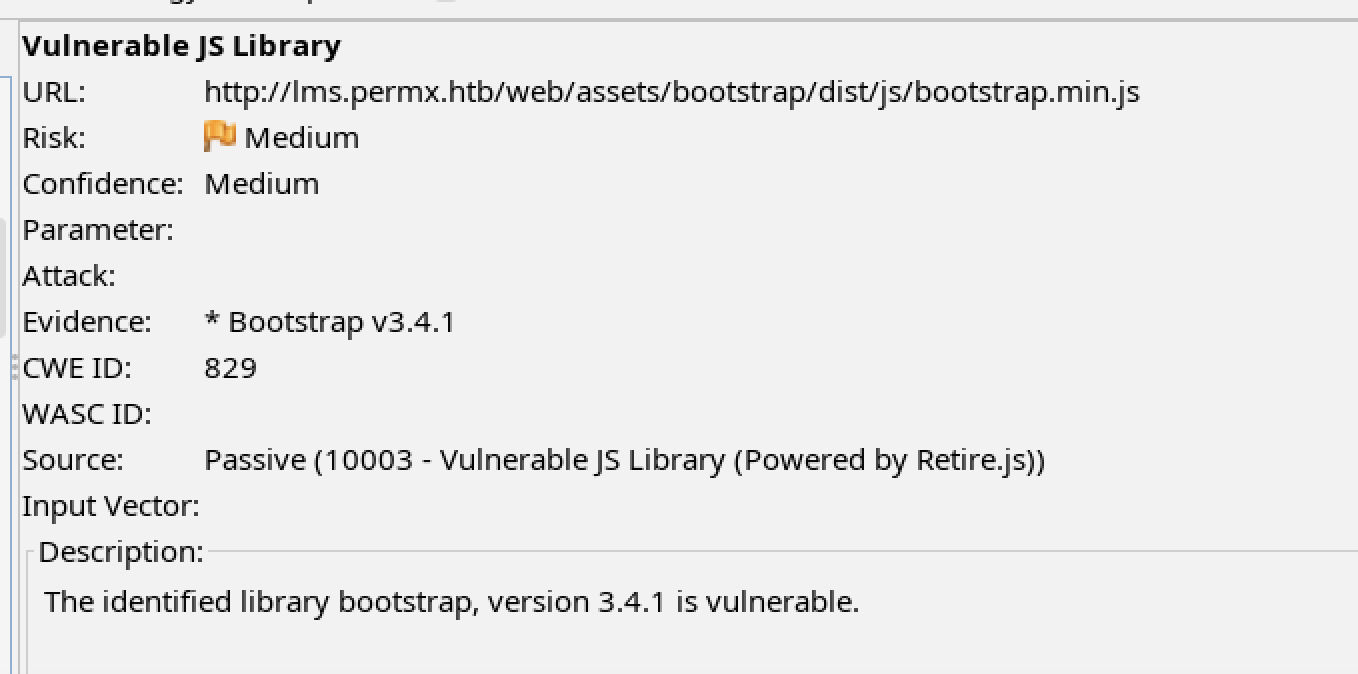 Vulnerable JS Library
URL: http://lms.permx.htb/web/assets/bootstrap/dist/js/bootstrap.min.js
Risk: Medium
Confidence: Medium
Parameter:
Attack:
Evidence: * Bootstrap v3.4.1
CWE ID: 829
WASC ID:
Source: Passive (10003 - Vulnerable JS Library (Powered by Retire.js))
Input Vector:
Description:
The identified library bootstrap, version 3.4.1 is vulnerable.